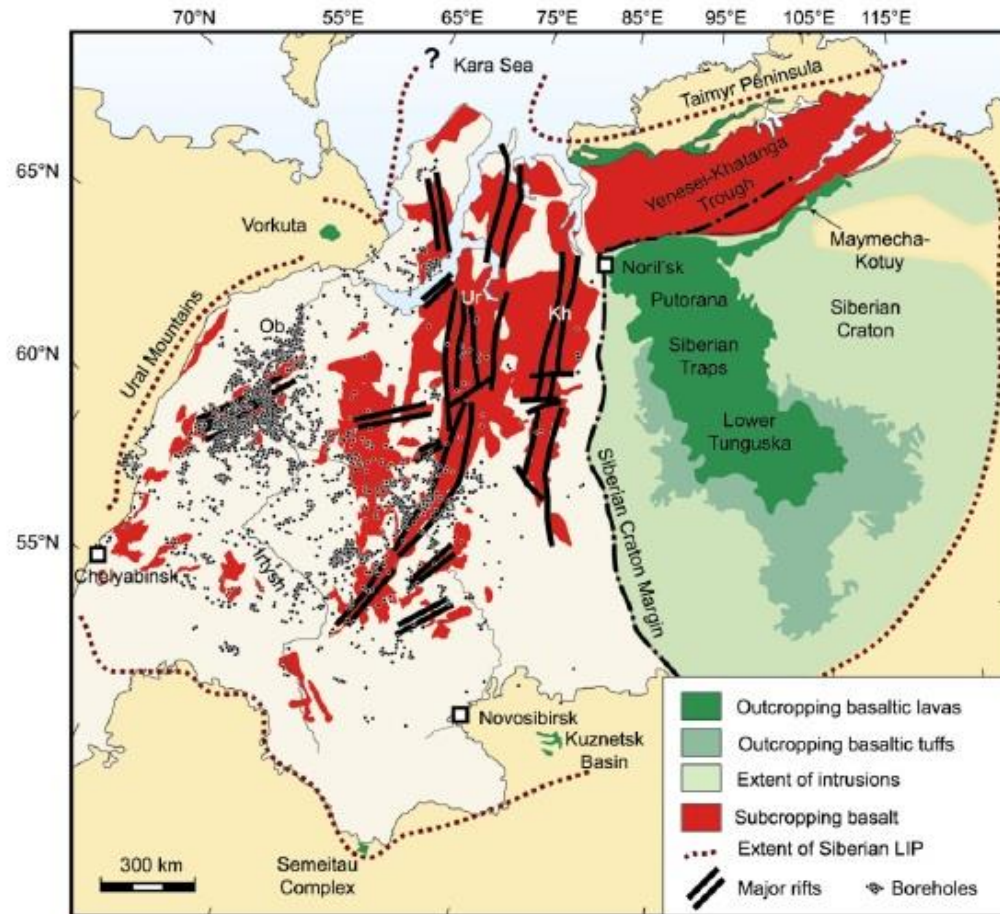 70°N 55°E 65°E 75°E 85°E 95°E 105°E 115°E
?
Kara Sea
Taimyr Peninsula
65°N
Yenesei-Khatanga
Trough
Vorkuta
Maymecha-
Kotuy
Noril'sk
Ur
Putorana
Kh
Siberian
Craton
Ob
Ural Mountains
60°N
Siberian
Traps
Lower
Tunguska
Siberian Craton Margin
55°N
Chelyabinsk
Irtysh
Novosibirsk
Kuznetsk
Basin
Semeitau
Complex
300 km
Outcropping basaltic lavas
Outcropping basaltic tuffs
Extent of intrusions
Subcropping basalt
Extent of Siberian LIP
Major rifts
Boreholes